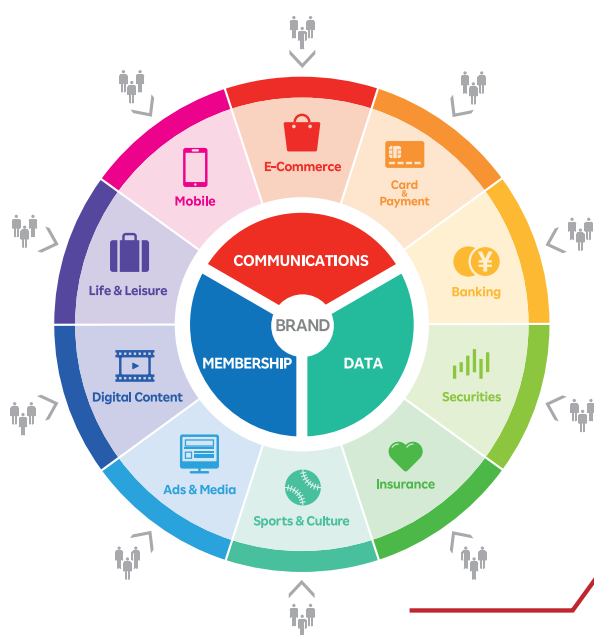 E-Commerce
Card
&
Payment
Banking
¥
Securities
Insurance
Sports & Culture
Ads & Media
Digital Content
Life & Leisure
Mobile
COMMUNICATIONS
BRAND
MEMBERSHIP
DATA